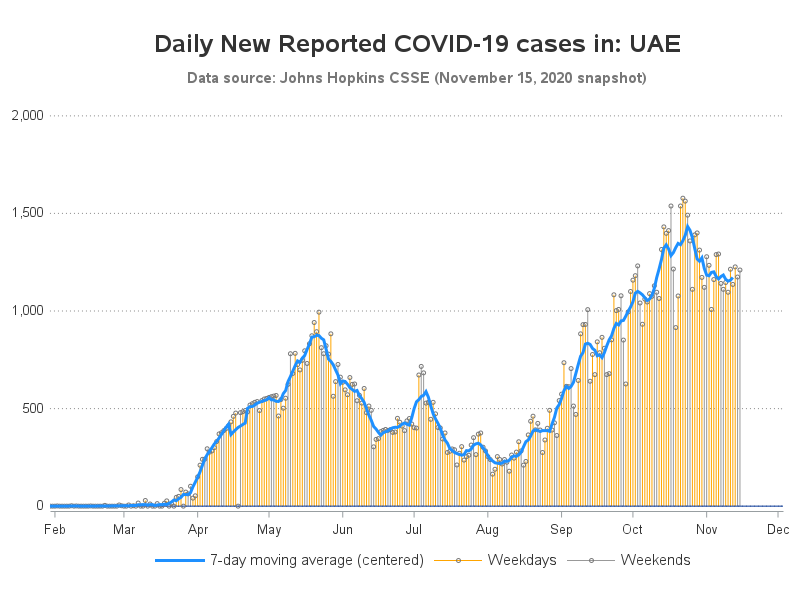 Daily New Reported COVID-19 cases in: UAE
Data source: Johns Hopkins CSSE (November 15, 2020 snapshot)
2,000
1,500
1,000
500
0
Feb Mar Apr May Jun Jul Aug Sep Oct Nov Dec
7-day moving average (centered) Weekdays Weekends